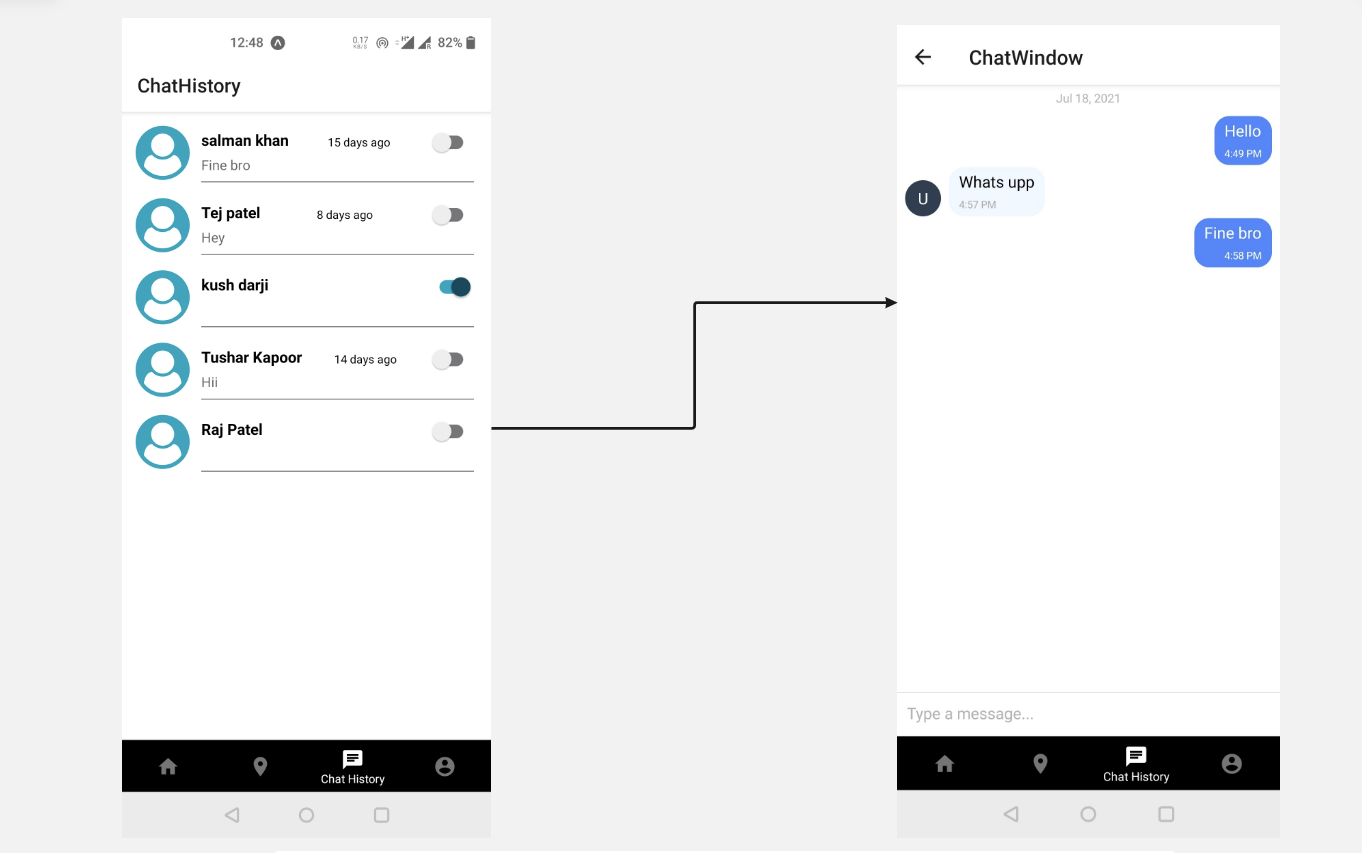 12:48 0.17 KB/S H+ R 82%
ChatHistory
salman khan 15 days ago
Fine bro
Tej patel 8 days ago
Hey
kush darji
Tushar Kapoor 14 days ago
Hii
Raj Patel
Chat History
ChatWindow
Jul 18, 2021
Hello
4:49 PM
U
Whats upp
4:57 PM
Fine bro
4:58 PM
Type a message...
Chat History